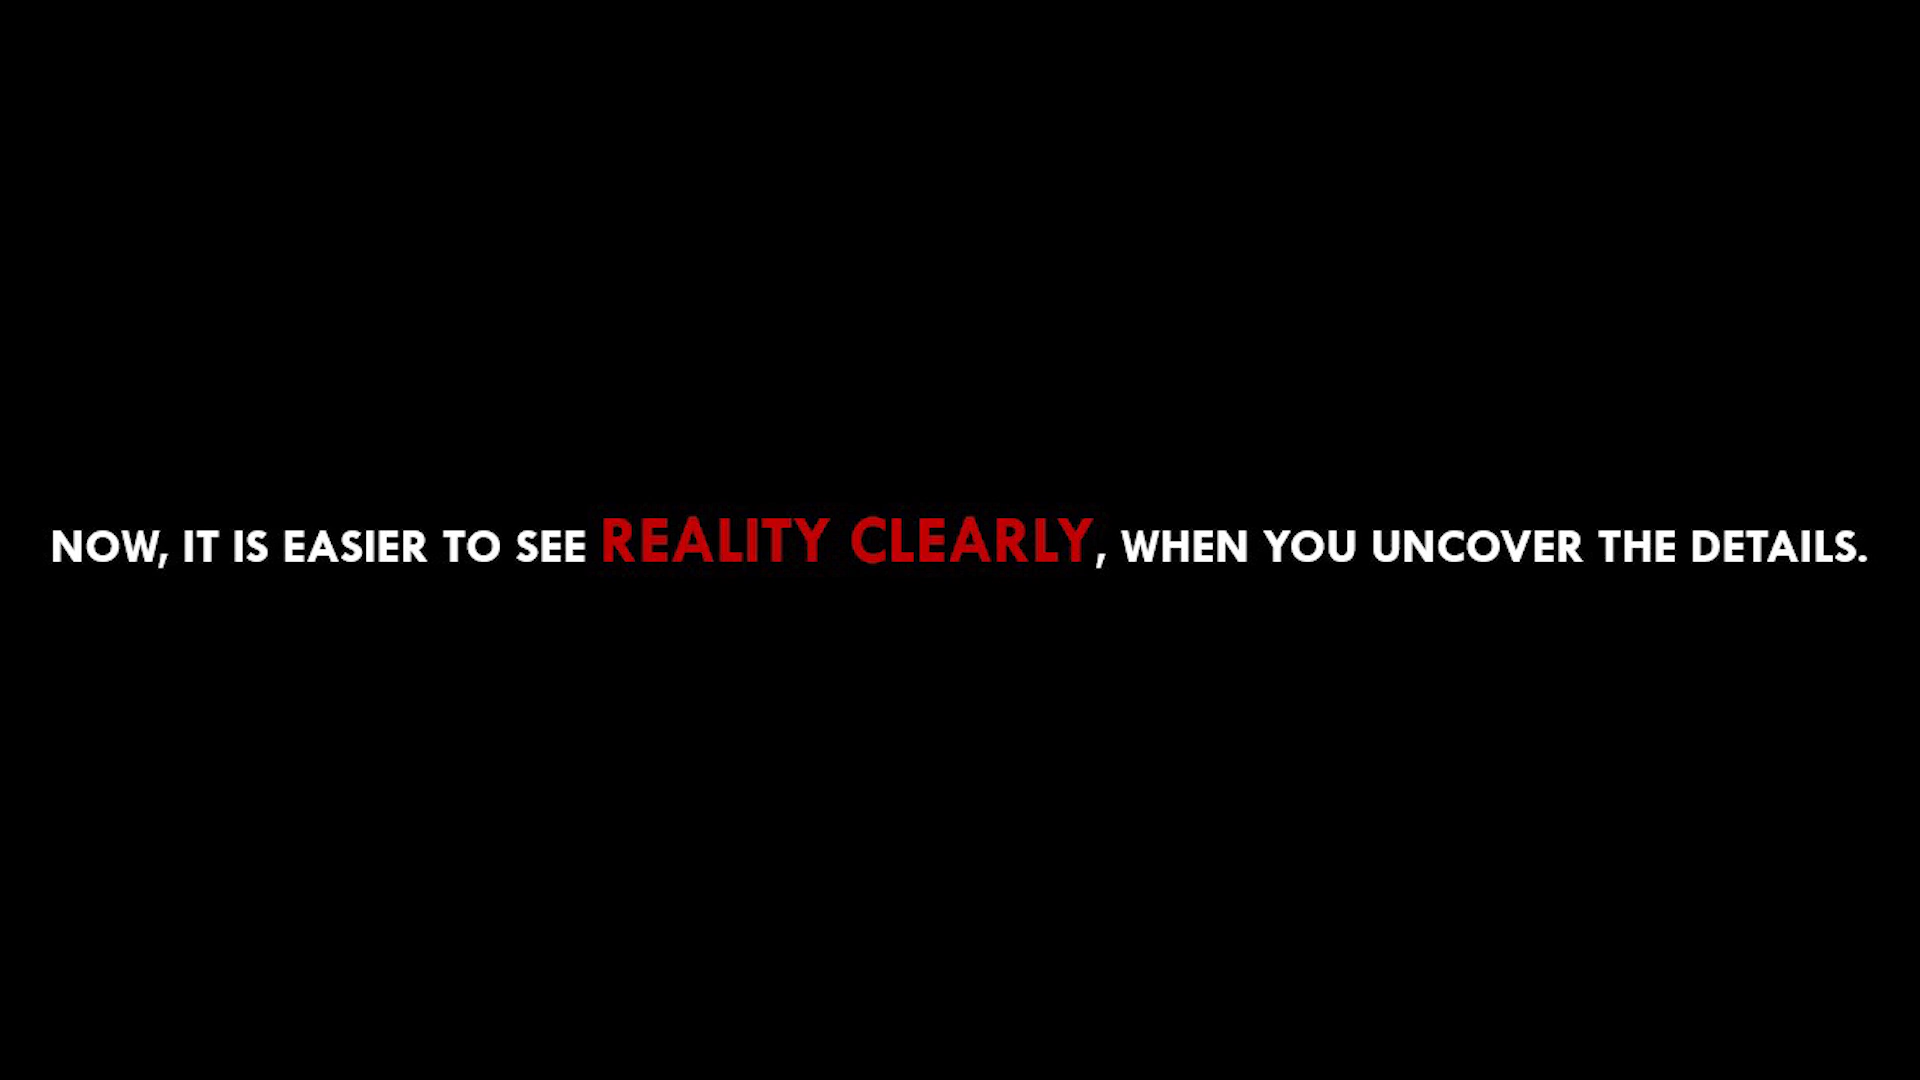 NOW, IT IS EASIER TO SEE REALITY CLEARLY, WHEN YOU UNCOVER THE DETAILS.